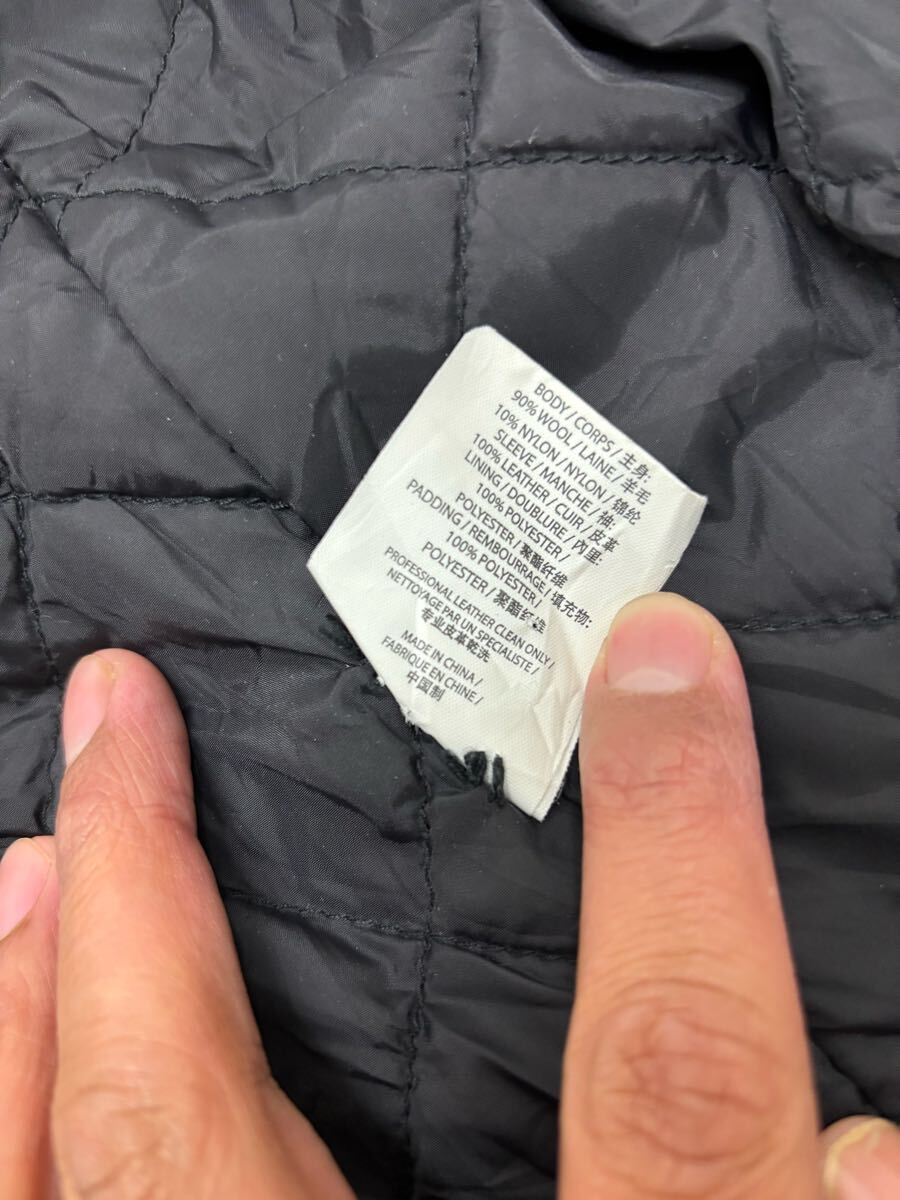 BODY / CORPS / 主身:
90% WOOL / LAINE / 羊毛
10% NYLON / NYLON / 锦纶
SLEEVE / MANCHE / 袖:
100% LEATHER / CUIR / 皮革
LINING / DOUBLURE / 内里:
100% POLYESTER /
POLYESTER / 聚酯纤维
PADDING / REMBOURRAGE / 填充物:
100% POLYESTER /
POLYESTER / 聚酯纤维
PROFESSIONAL LEATHER CLEAN ONLY /
NETTOYAGE PAR UN SPECIALISTE /
专业皮革乾洗
MADE IN CHINA /
FABRIQUE EN CHINE /
中国制